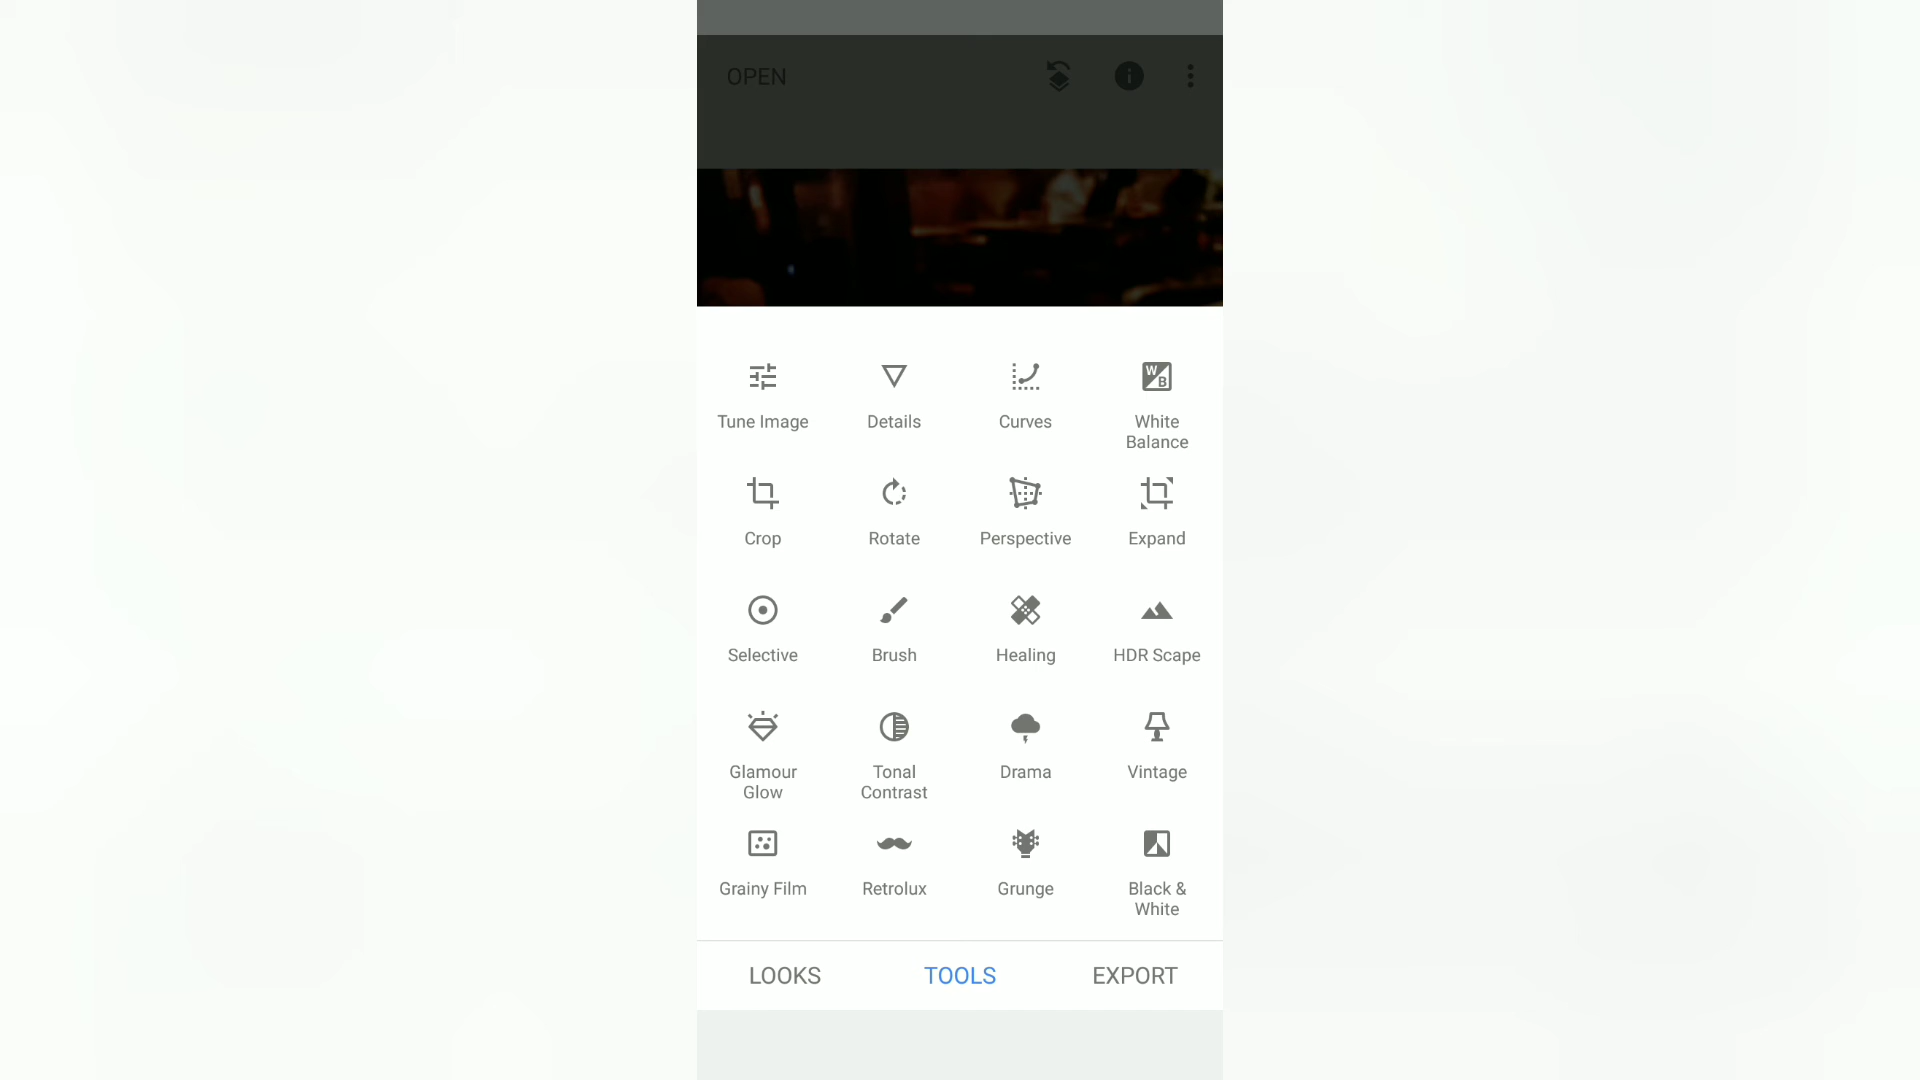 OPEN
Tune Image
Details
Curves
White
Balance
Crop
Rotate
Perspective
Expand
Selective
Brush
Healing
HDR Scape
Glamour
Glow
Tonal
Contrast
Drama
Vintage
Grainy Film
Retrolux
Grunge
Black &
White
LOOKS
TOOLS
EXPORT